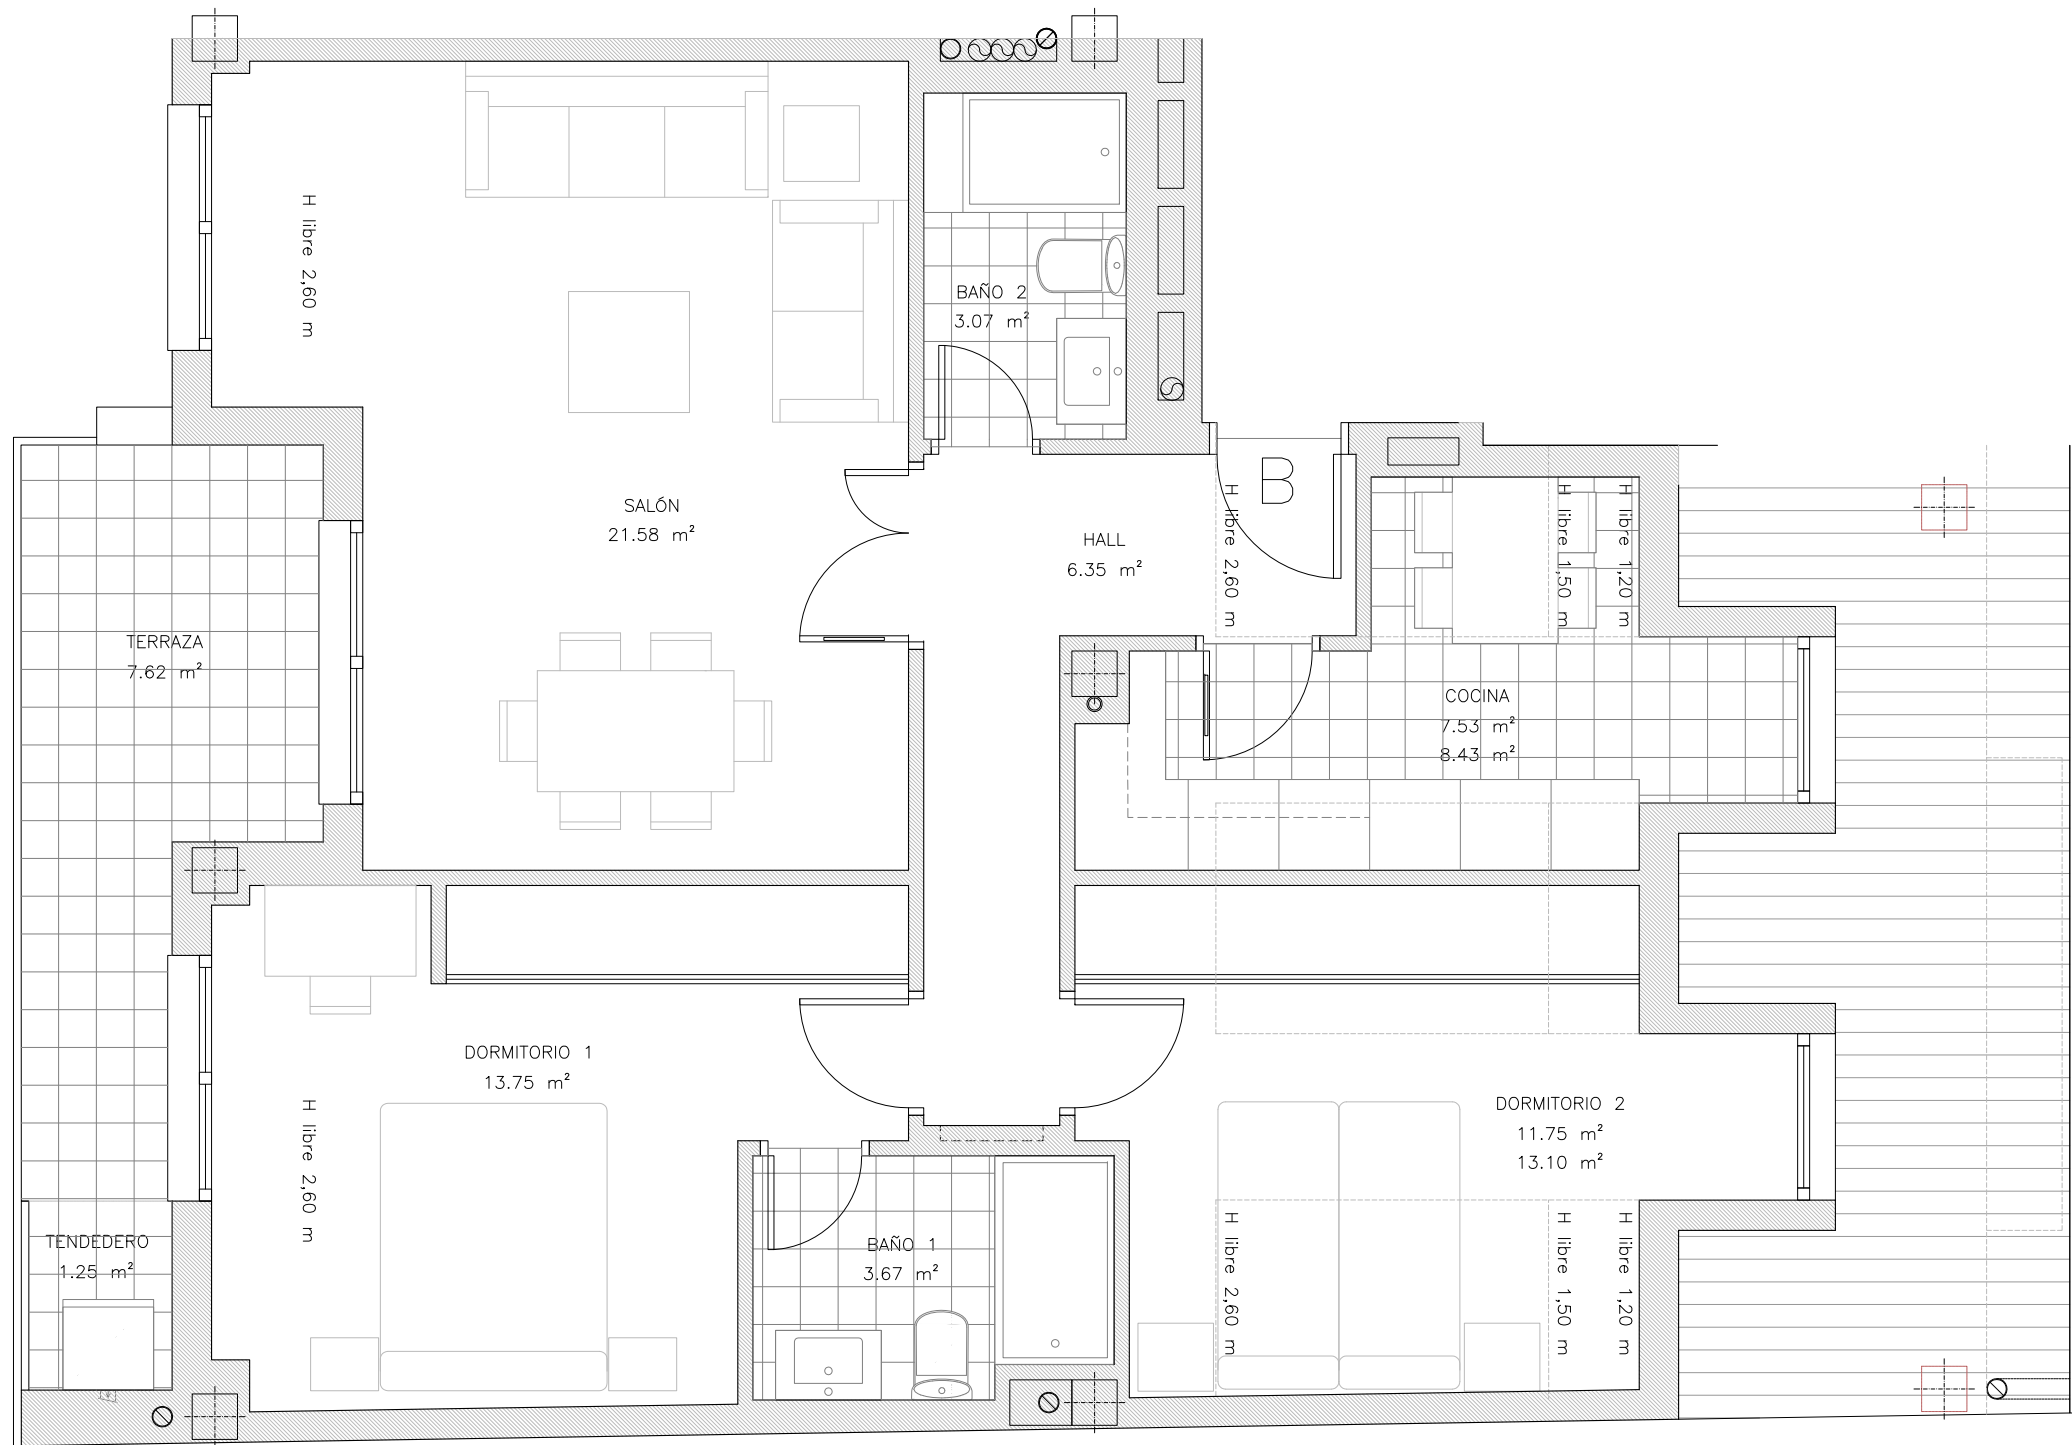 H libre 2,60 m
BAÑO 2
3.07 m²
B
SALÓN
21.58 m²
HALL
6.35 m²
H libre 2,60 m
H libre 1,50 m
H libre 1,20 m
TERRAZA
7.62 m²
COCINA
7.53 m²
8.43 m²
DORMITORIO 1
13.75 m²
H libre 2,60 m
DORMITORIO 2
11.75 m²
13.10 m²
TENDEDERO
1.25 m²
BAÑO 1
3.67 m²
H libre 2,60 m
H libre 1,50 m
H libre 1,20 m